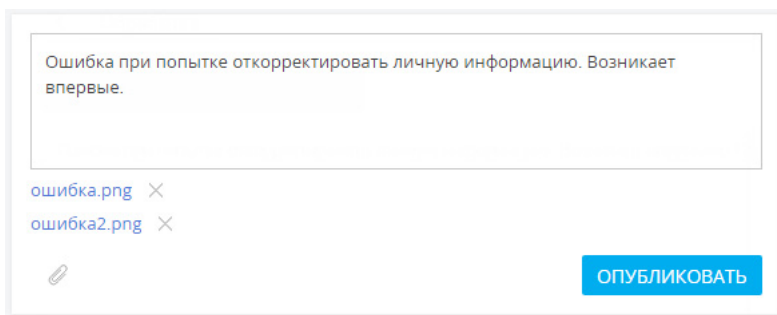 Ошибка при попытке откорректировать личную информацию. Возникает
впервые.
ошибка.png
ошибка2.png
ОПУБЛИКОВАТЬ